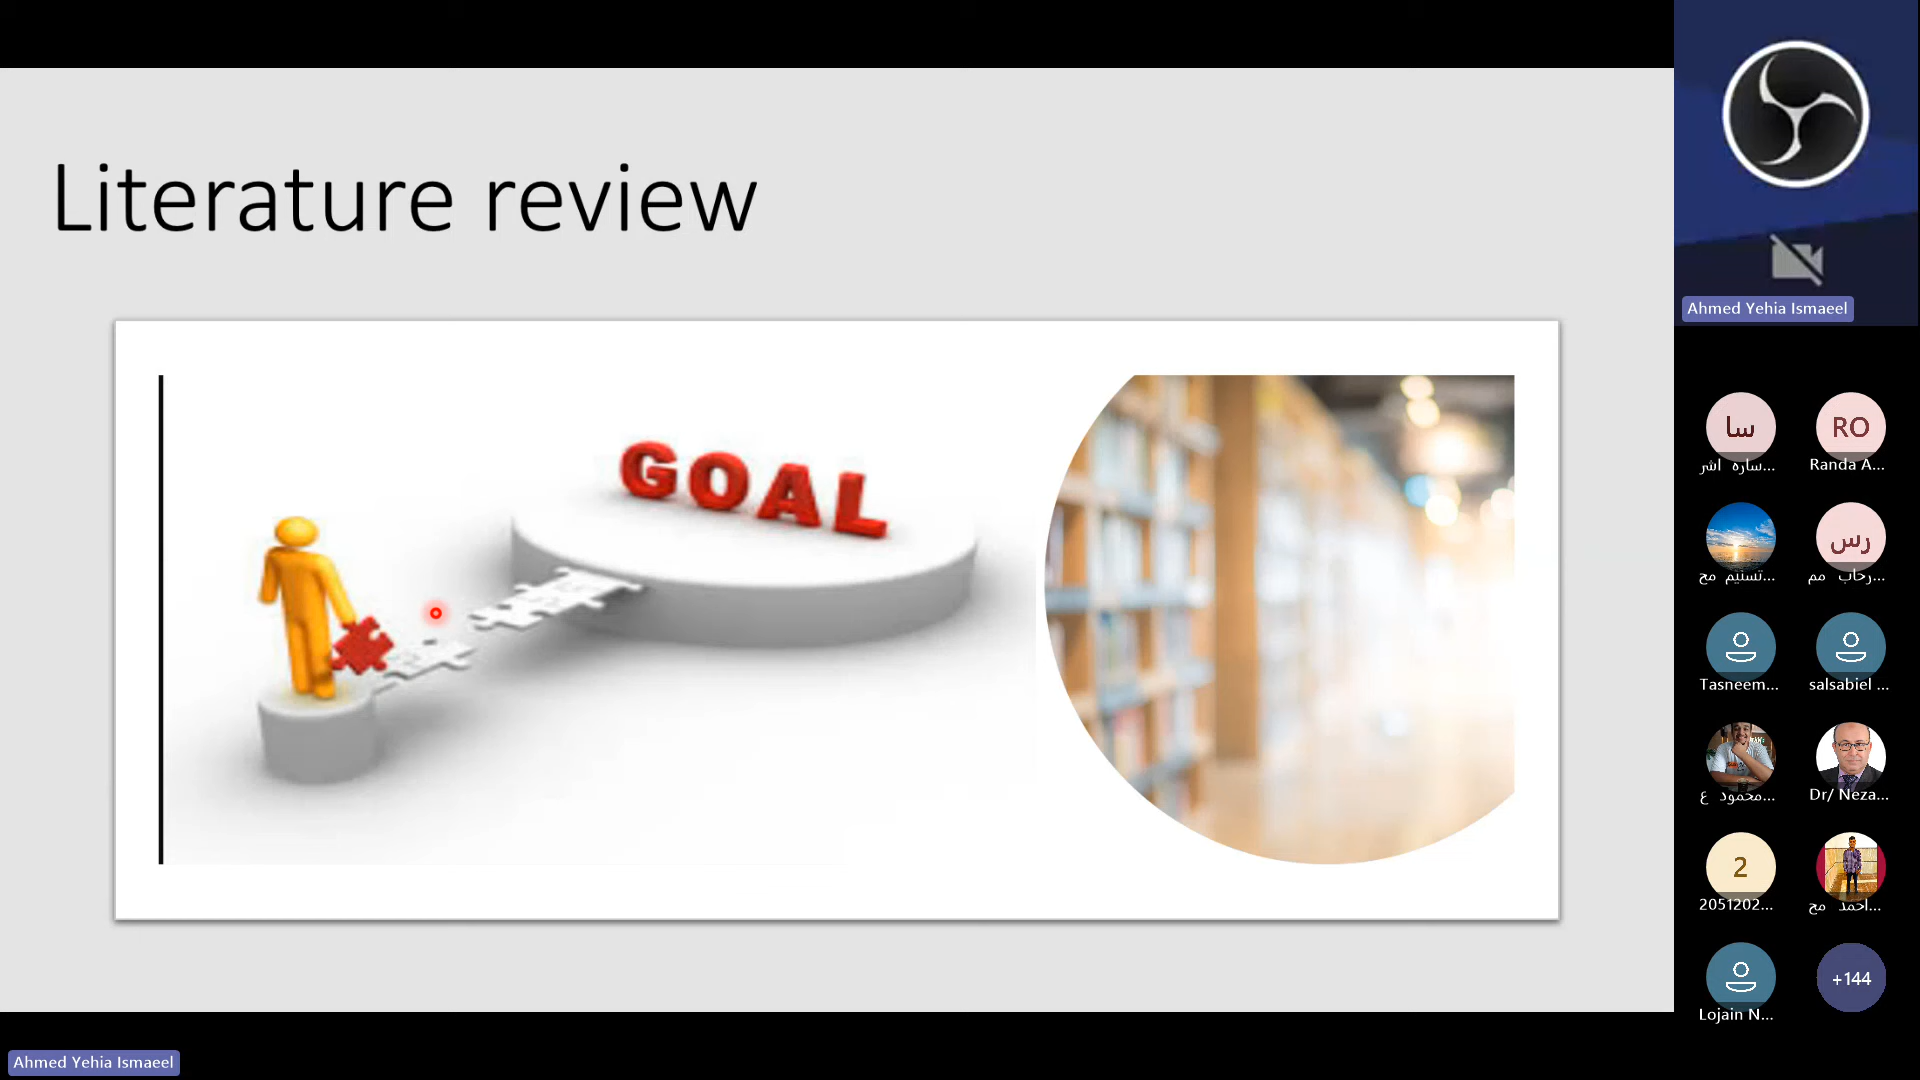 Literature review
GOAL
Ahmed Yehia Ismaeel
سا
RO
ساره اشر...
Randa A...
رس
تسنيم مح...
رحاب مم...
Tasneem...
salsabiel ...
محمود ع...
Dr/ Neza...
2
2051202...
احمد مح...
+144
Lojain N...
Ahmed Yehia Ismaeel